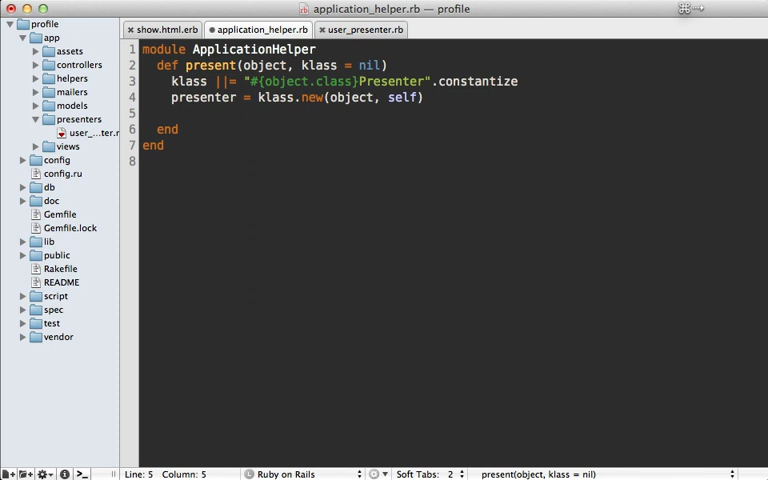 application_helper.rb — profile
⌘→
profile
app
assets
controllers
helpers
mailers
models
presenters
user_...ter.r
views
config
config.ru
db
doc
Gemfile
Gemfile.lock
lib
public
Rakefile
README
script
spec
test
vendor
show.html.erb
application_helper.rb
user_presenter.rb
1 module ApplicationHelper
2 def present(object, klass = nil)
3 klass ||= "#{object.class}Presenter".constantize
4 presenter = klass.new(object, self)
5
6 end
7 end
8
Line: 5 Column: 5
L Ruby on Rails
Soft Tabs: 2
present(object, klass = nil)